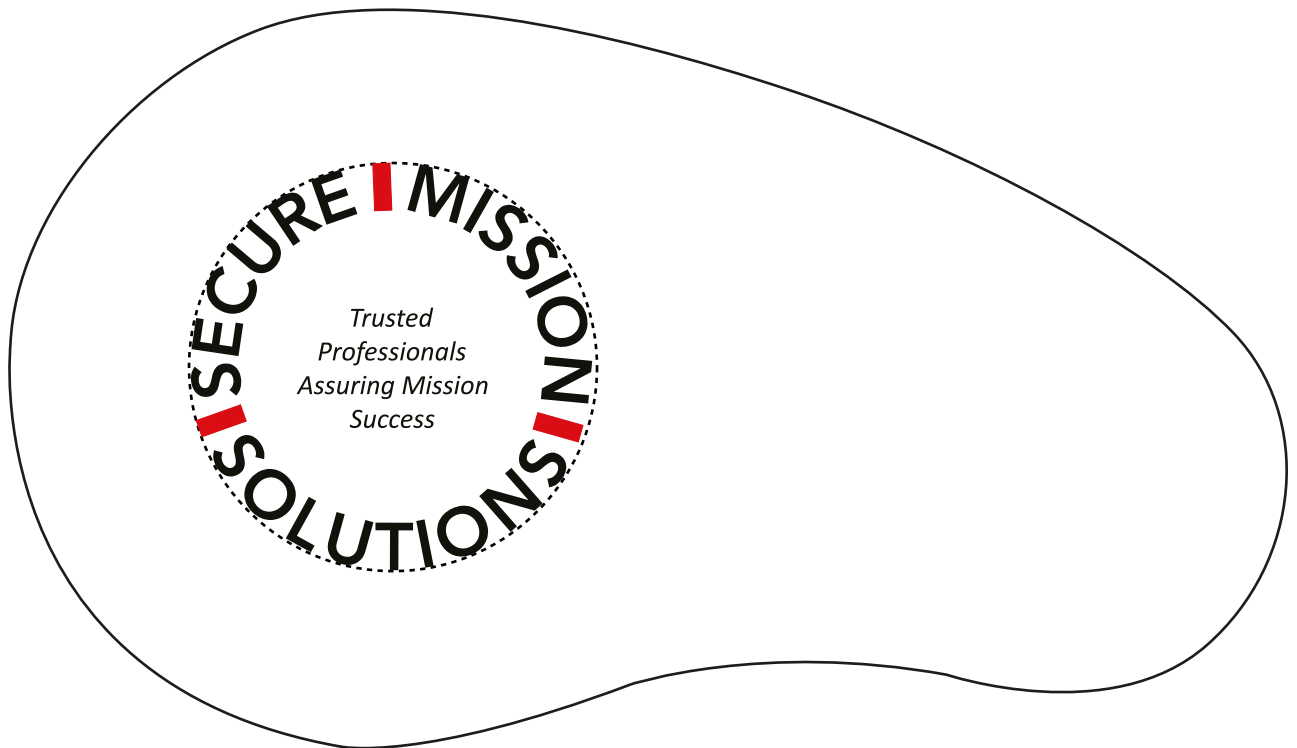 SECURE MISSION SOLUTIONS
Trusted
Professionals
Assuring Mission
Success